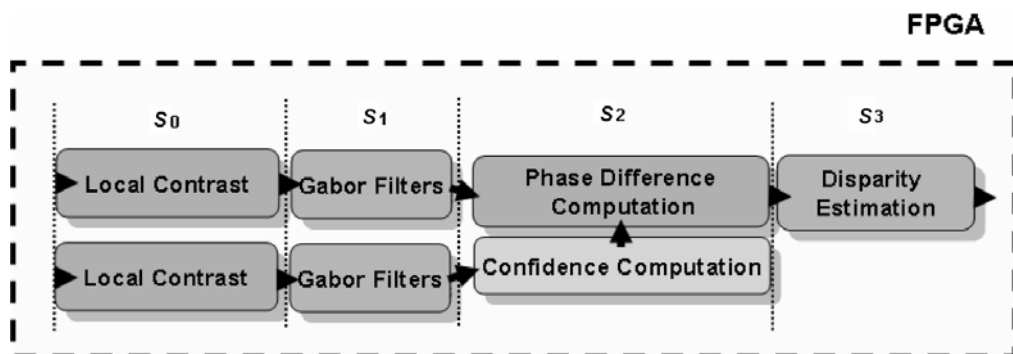 FPGA
S0 S1 S2 S3
Local Contrast Gabor Filters Phase Difference Computation Disparity Estimation
Local Contrast Gabor Filters Confidence Computation